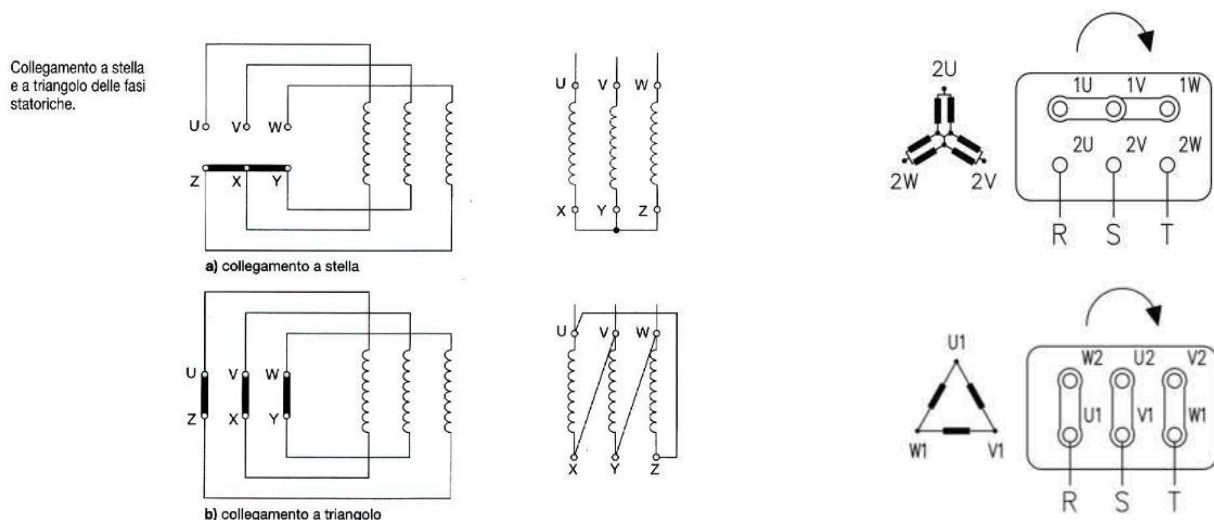 Collegamento a stella
e a triangolo delle fasi
statoriche.
U V W
Z X Y
a) collegamento a stella
U V W
X Y Z
2U
2W 2V
1U 1V 1W
2U 2V 2W
R S T
U V W
Z X Y
b) collegamento a triangolo
U V W
X Y Z
U1
W1 V1
W2 U2 V2
U1 V1 W1
R S T